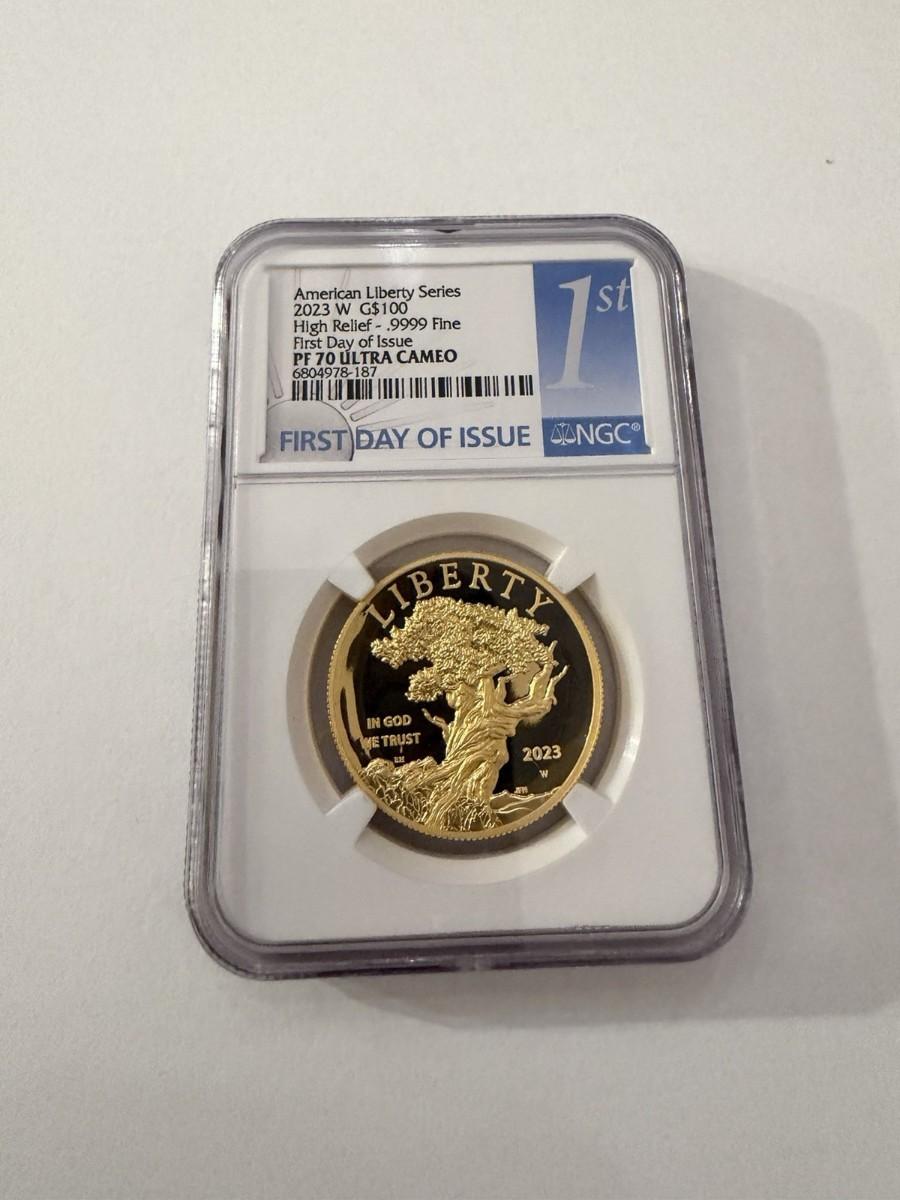 American Liberty Series
2023 W G$100
High Relief - .9999 Fine
First Day of Issue
PF 70 ULTRA CAMEO
6804978-187
1st
FIRST DAY OF ISSUE
NGC®
LIBERTY
IN GOD
WE TRUST
2023
W
JFM